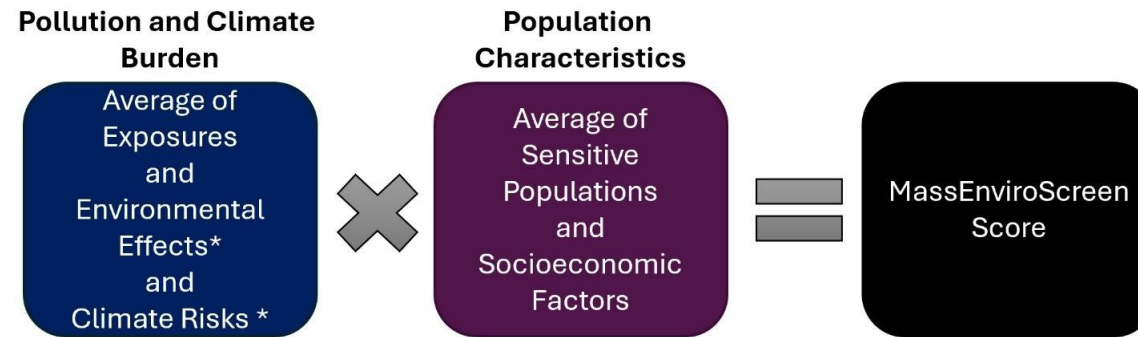 Pollution and Climate
Burden
Average of
Exposures
and
Environmental
Effects*
and
Climate Risks *
Population
Characteristics
Average of
Sensitive
Populations
and
Socioeconomic
Factors
MassEnviroScreen
Score